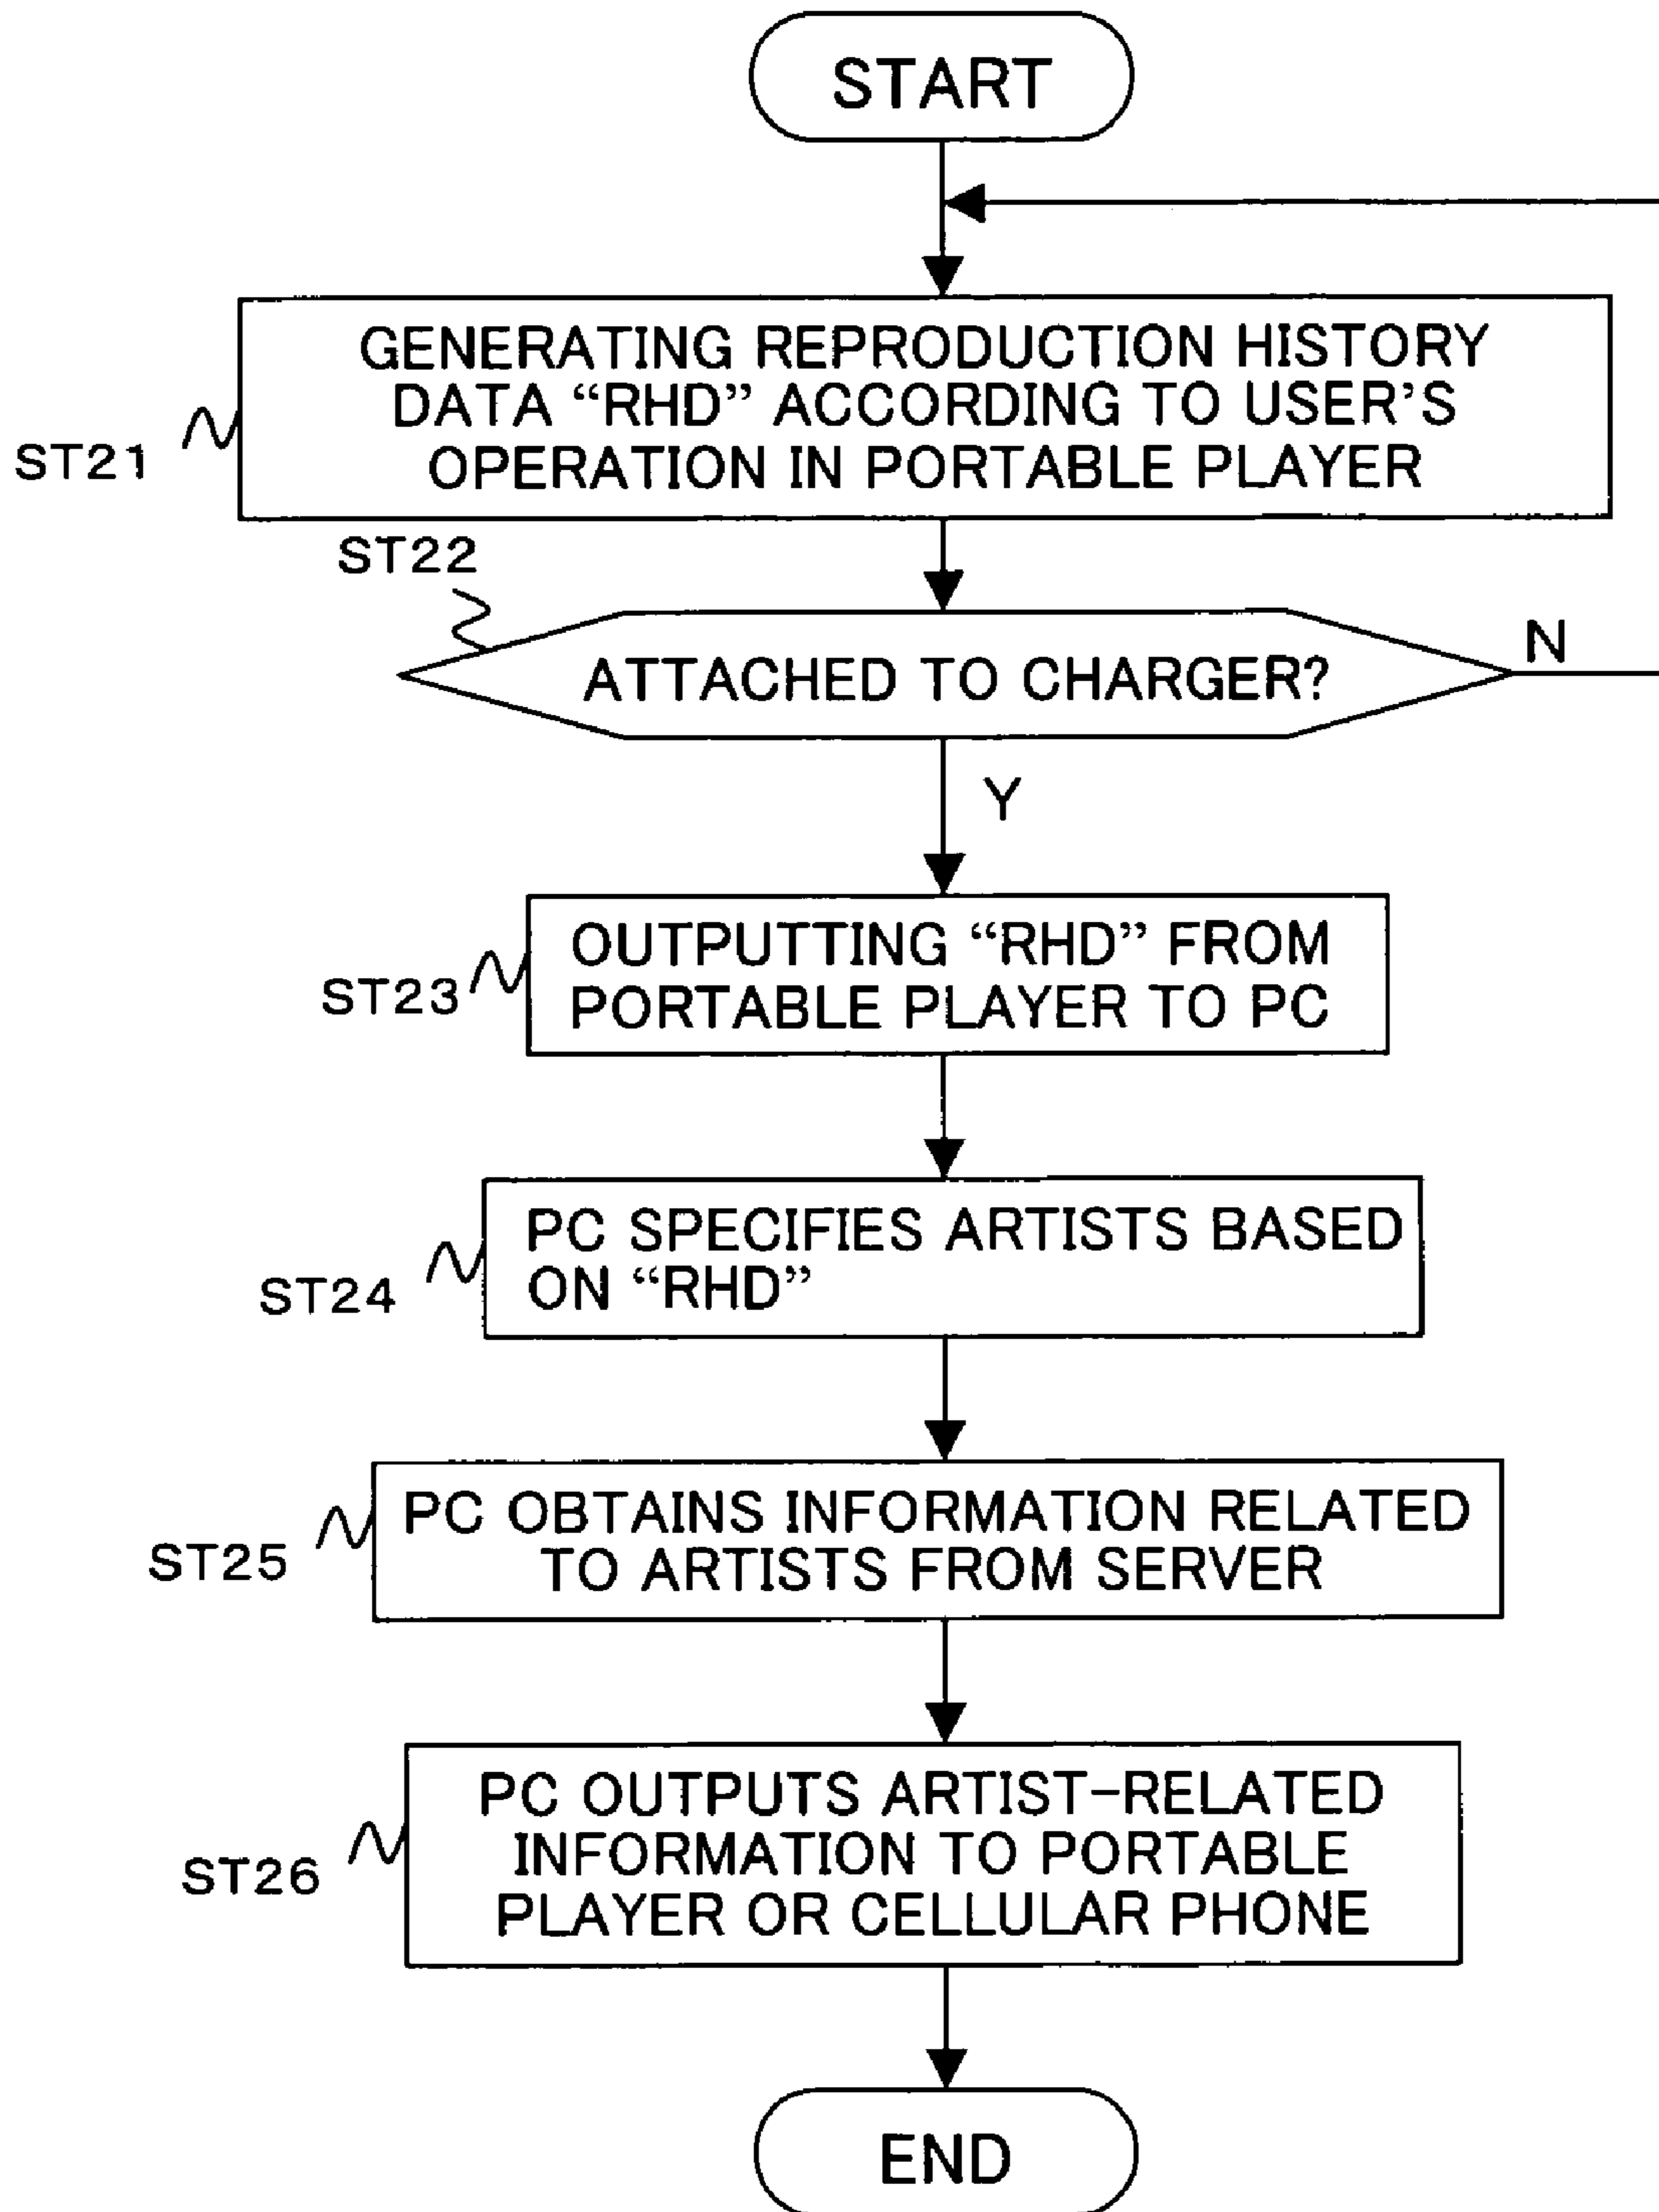 START
GENERATING REPRODUCTION HISTORY
DATA “RHD” ACCORDING TO USER’S
OPERATION IN PORTABLE PLAYER
ST21
ST22
ATTACHED TO CHARGER?
N
Y
OUTPUTTING “RHD” FROM
PORTABLE PLAYER TO PC
ST23
PC SPECIFIES ARTISTS BASED
ON “RHD”
ST24
PC OBTAINS INFORMATION RELATED
TO ARTISTS FROM SERVER
ST25
PC OUTPUTS ARTIST-RELATED
INFORMATION TO PORTABLE
PLAYER OR CELLULAR PHONE
ST26
END